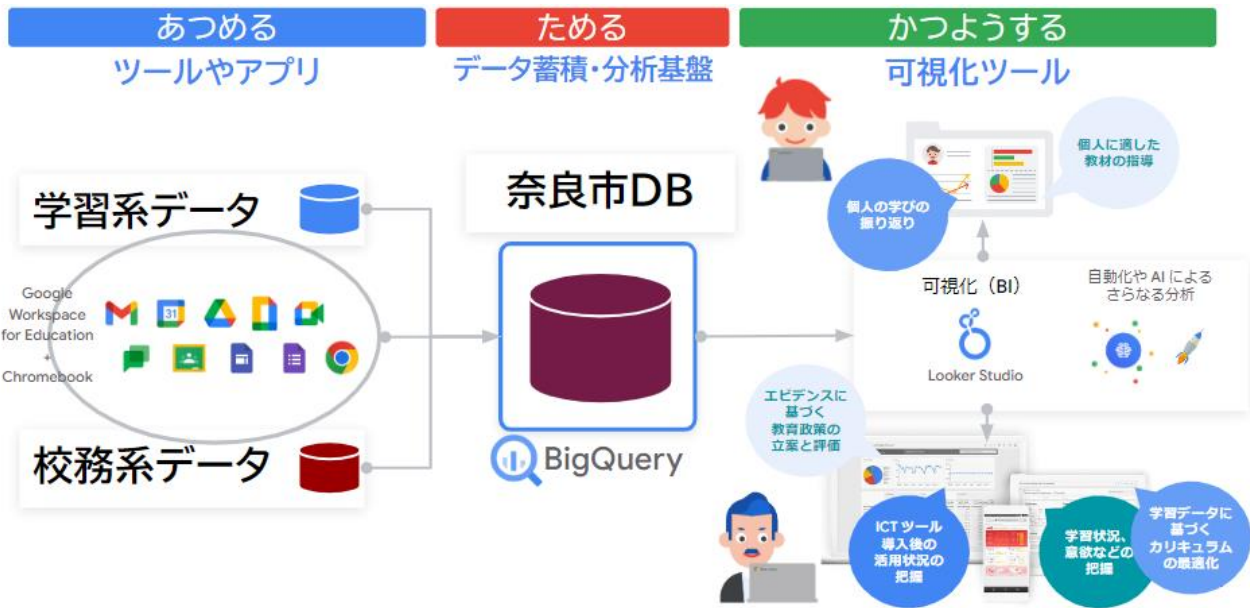 あつめる
ためる
かつようする
ツールやアプリ
データ蓄積・分析基盤
可視化ツール
学習系データ
Google
Workspace
for Education
+
Chromebook
31
校務系データ
奈良市DB
BigQuery
個人に適した
教材の指導
個人の学びの
振り返り
可視化（BI）
Looker Studio
自動化や AI による
さらなる分析
エビデンスに
基づく
教育政策の
立案と評価
ICT ツール
導入後の
活用状況の
把握
学習状況、
意欲などの
把握
学習データに
基づく
カリキュラム
の最適化